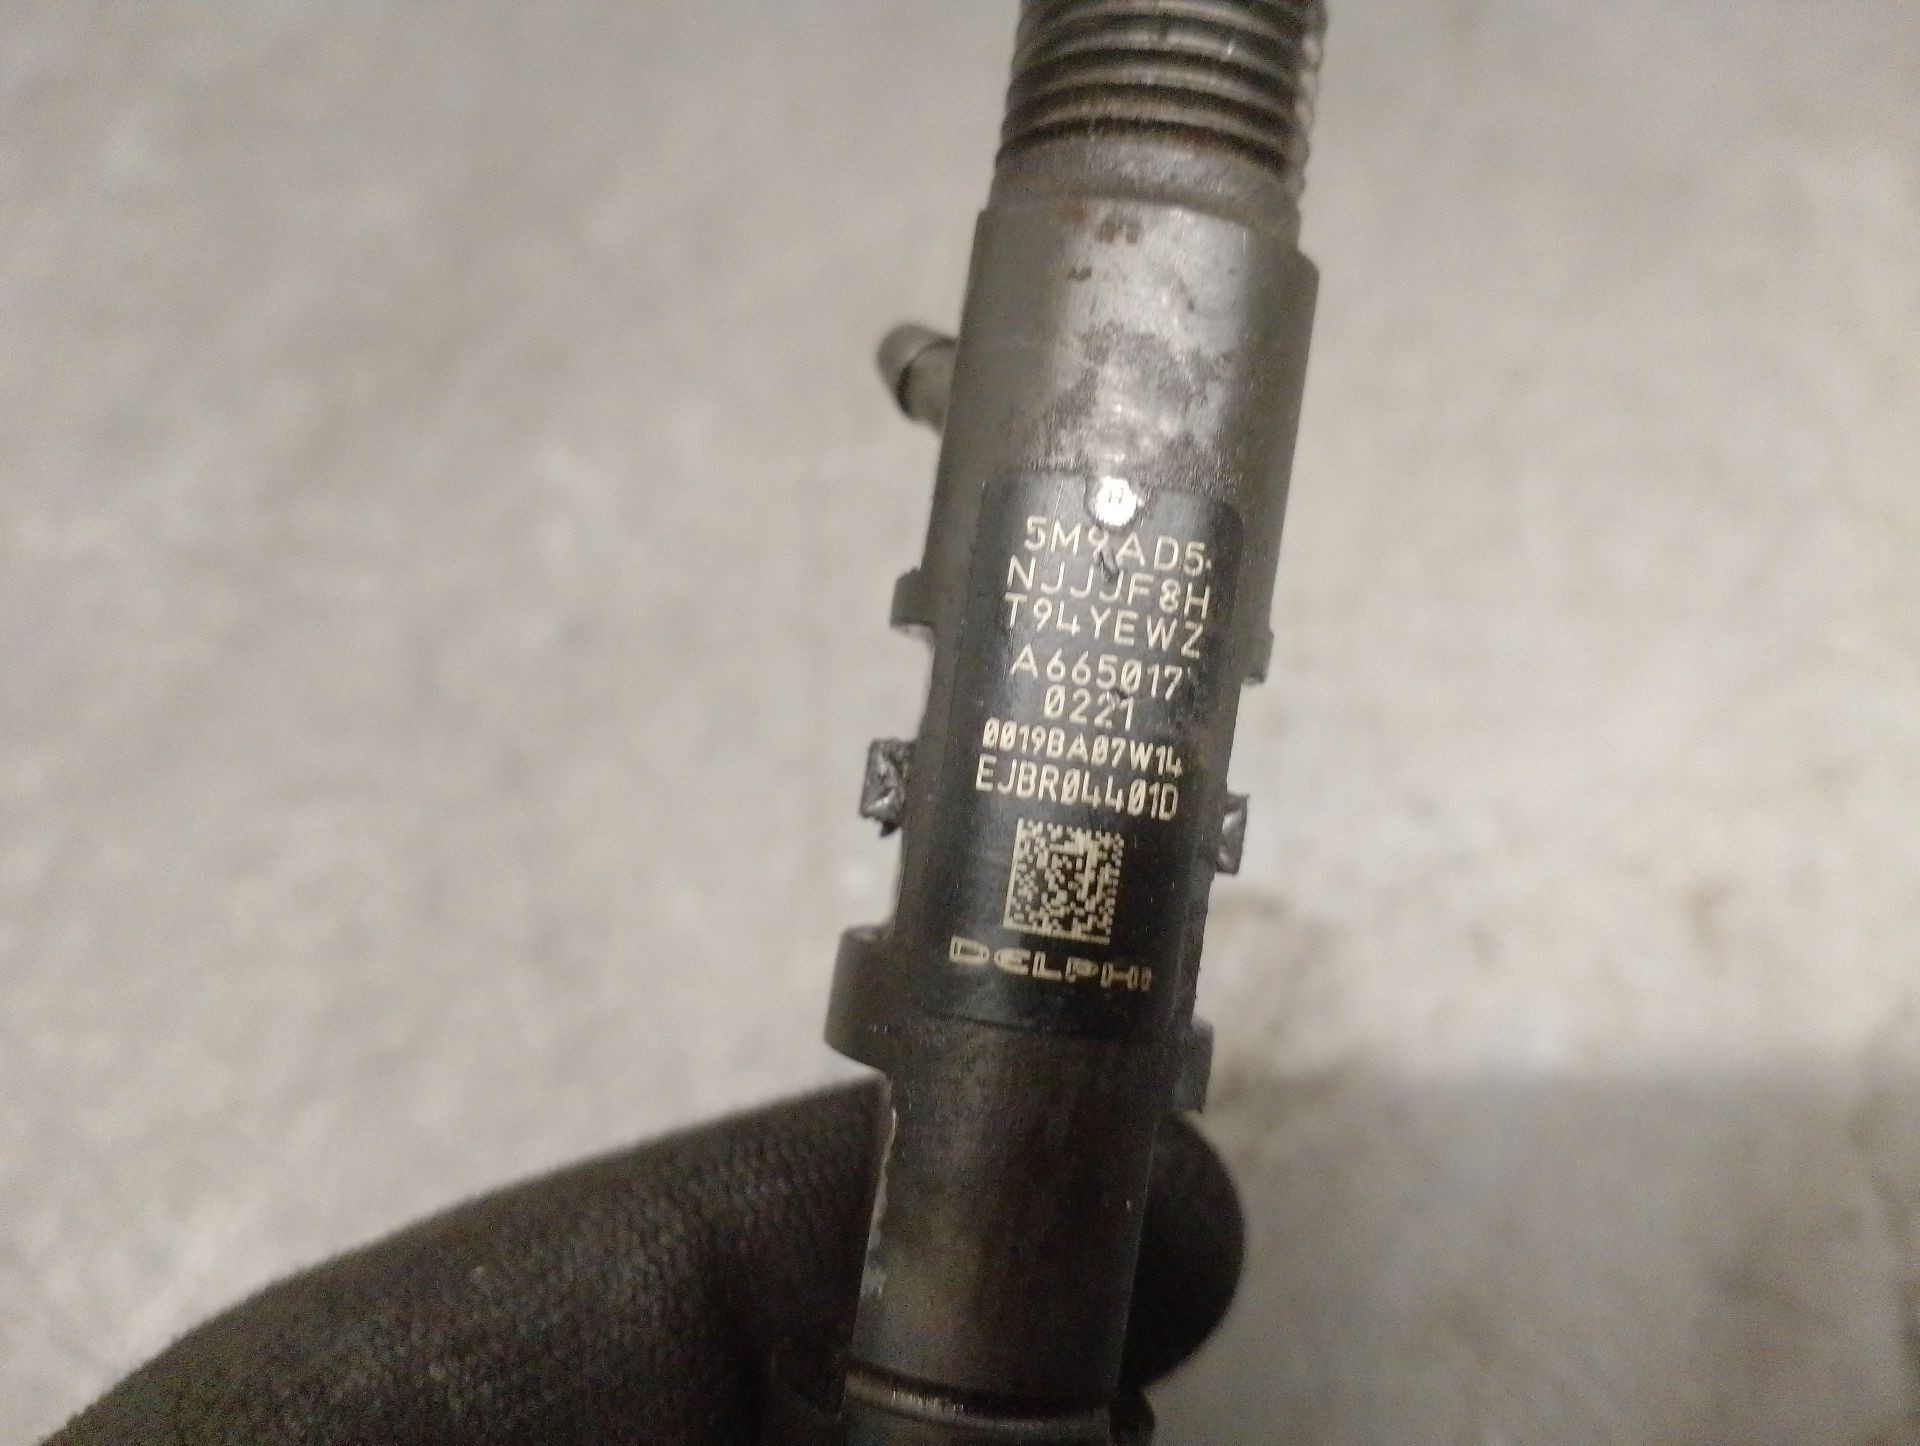 5M9AD5
NJJJF8H
T94YEWZ
A665017
0221
0019BA07W14
EJBR04401D
DELPHI